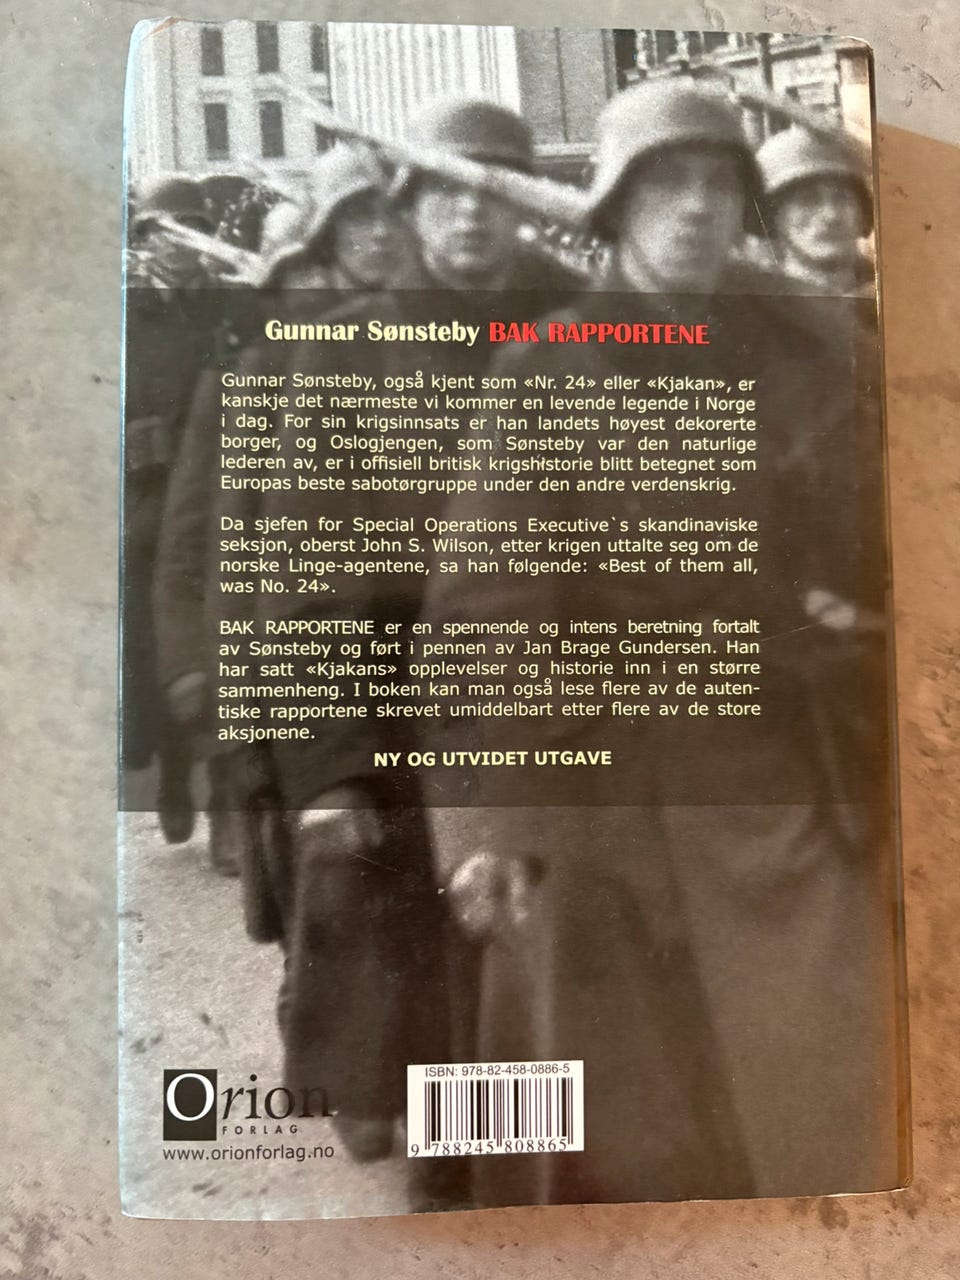 Gunnar Sønsteby BAK RAPPORTENE
Gunnar Sønsteby, også kjent som «Nr. 24» eller «Kjakan», er
kanskje det nærmeste vi kommer en levende legende i Norge
i dag. For sin krigsinnsats er han landets høyest dekorerte
borger, og Oslogjengen, som Sønsteby var den naturlige
lederen av, er i offisiell britisk krigshistorie blitt betegnet som
Europas beste sabotørgruppe under den andre verdenskrig.
Da sjefen for Special Operations Executive`s skandinaviske
seksjon, oberst John S. Wilson, etter krigen uttalte seg om de
norske Linge-agentene, sa han følgende: «Best of them all,
was No. 24».
BAK RAPPORTENE er en spennende og intens beretning fortalt
av Sønsteby og ført i pennen av Jan Brage Gundersen. Han
har satt «Kjakans» opplevelser og historie inn i en større
sammenheng. I boken kan man også lese flere av de auten-
tiske rapportene skrevet umiddelbart etter flere av de store
aksjonene.
NY OG UTVIDET UTGAVE
Orion
FORLAG
www.orionforlag.no
ISBN: 978-82-458-0886-5
9 788245 808865